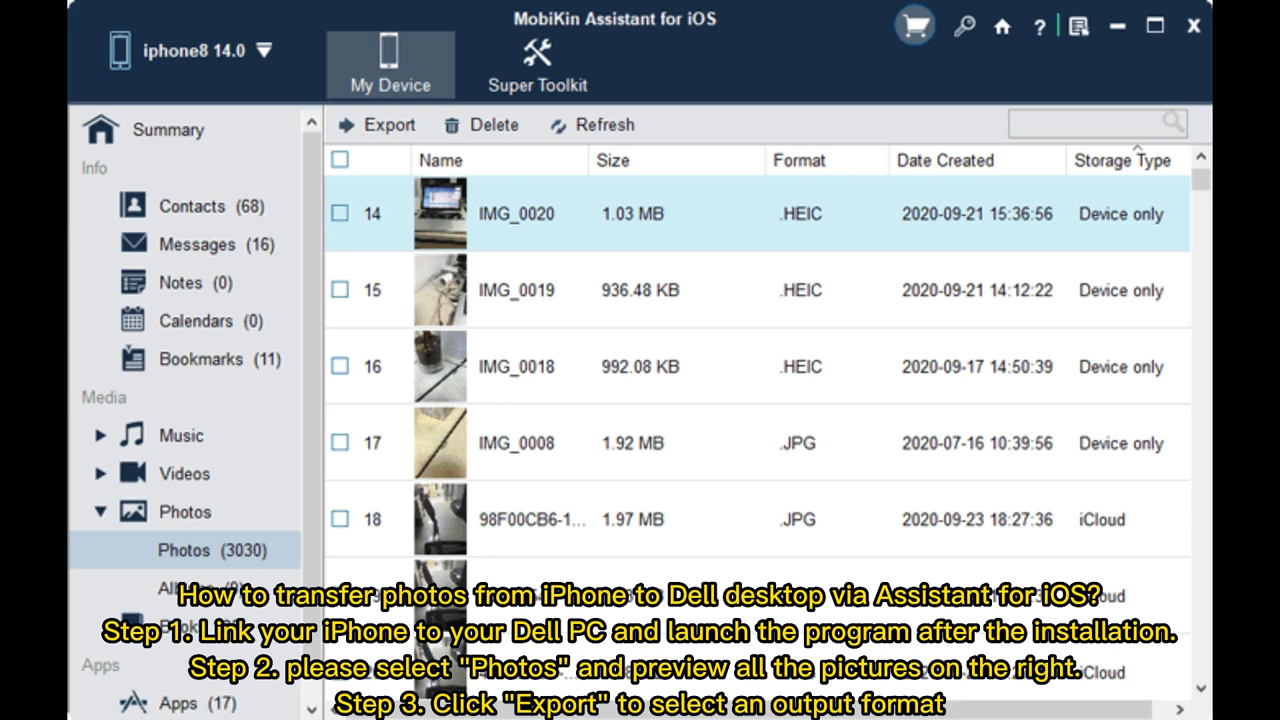 MobiKin Assistant for iOS
iphone8 14.0
My Device
Super Toolkit
?
Summary
Info
Contacts (68)
Messages (16)
Notes (0)
Calendars (0)
Bookmarks (11)
Media
Music
Videos
Photos
Photos (3030)
Apps
Apps (17)
Export Delete Refresh
Name Size Format Date Created Storage Type
14 IMG_0020 1.03 MB .HEIC 2020-09-21 15:36:56 Device only
15 IMG_0019 936.48 KB .HEIC 2020-09-21 14:12:22 Device only
16 IMG_0018 992.08 KB .HEIC 2020-09-17 14:50:39 Device only
17 IMG_0008 1.92 MB .JPG 2020-07-16 10:39:56 Device only
18 98F00CB6-1... 1.97 MB .JPG 2020-09-23 18:27:36 iCloud
How to transfer photos from iPhone to Dell desktop via Assistant for iOS?
Step 1. Link your iPhone to your Dell PC and launch the program after the installation.
Step 2. please select "Photos" and preview all the pictures on the right.
Step 3. Click "Export" to select an output format